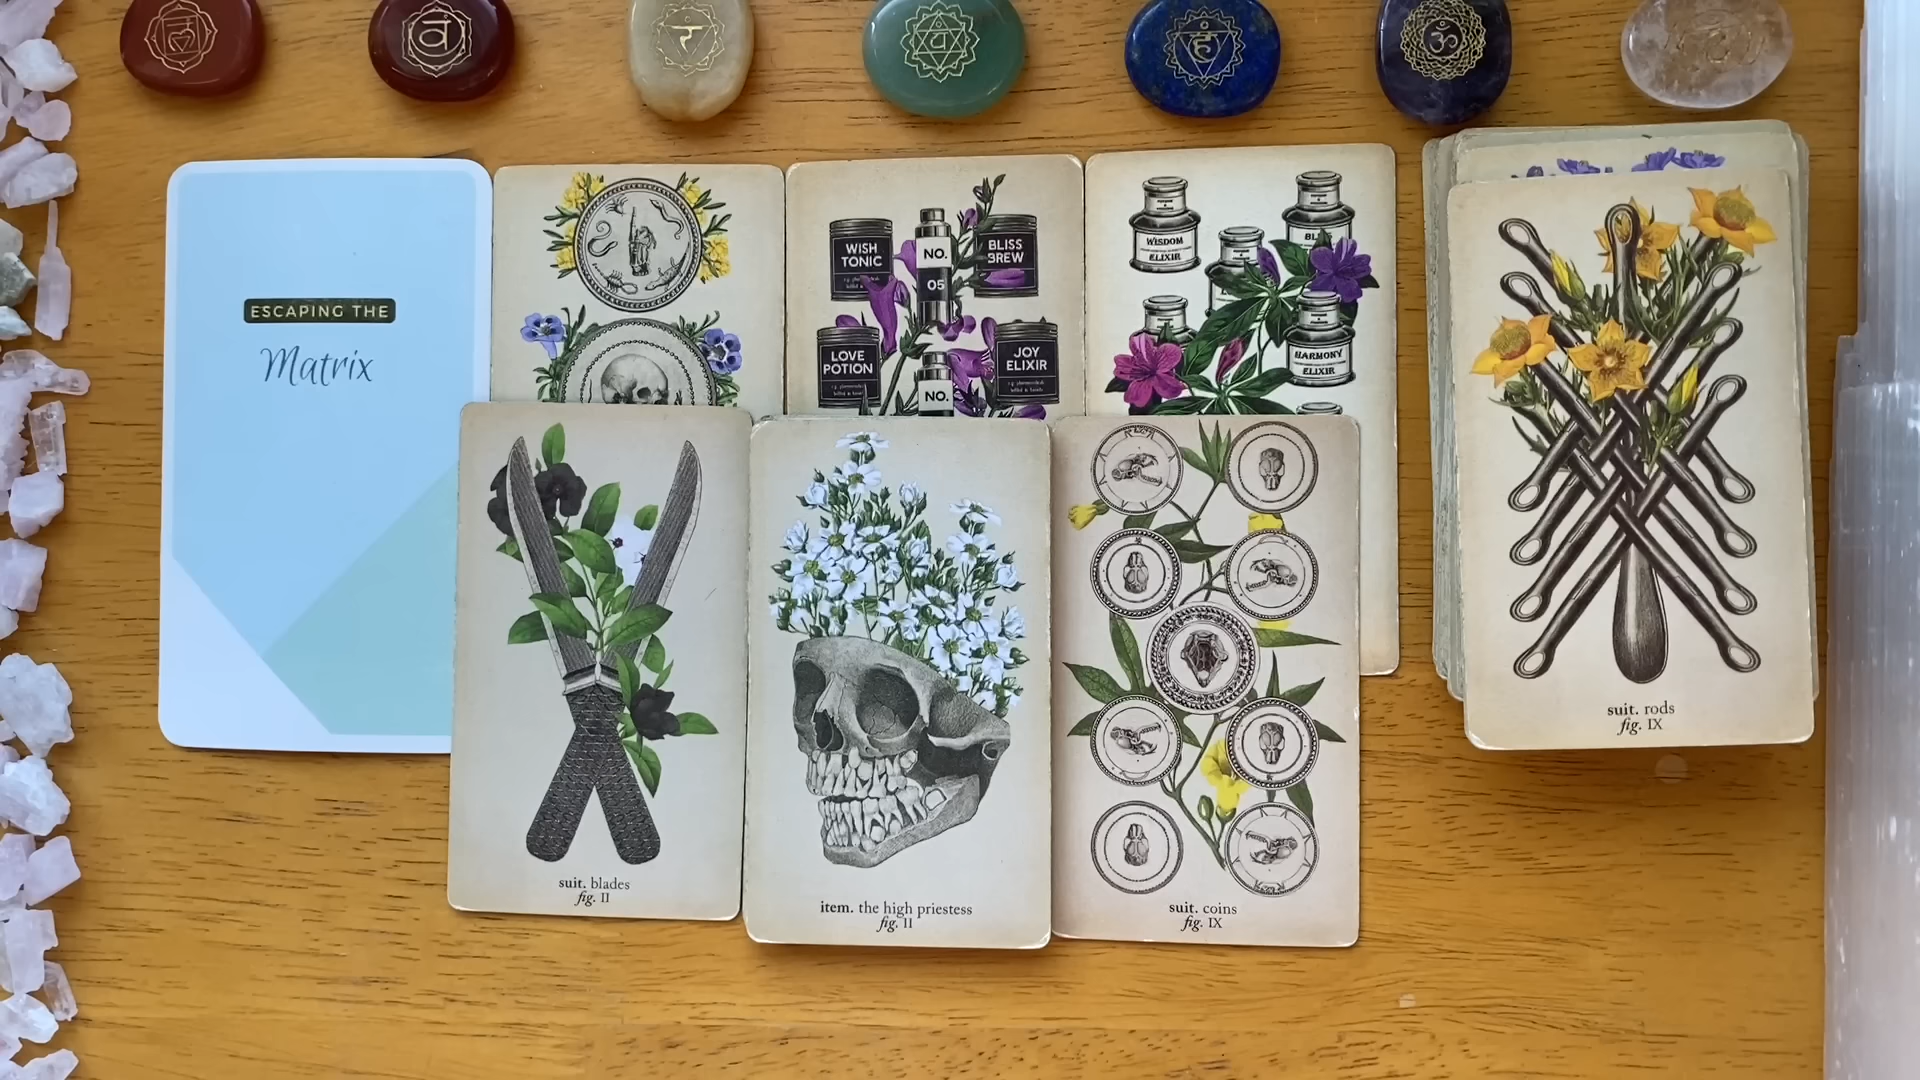 ESCAPING THE
Matrix
WISH
TONIC
NO.
05
BLISS
BREW
LOVE
POTION
NO.
JOY
ELIXIR
WISDOM
ELIXIR
HARMONY
ELIXIR
suit. blades
fig. II
item. the high priestess
fig. II
suit. coins
fig. IX
suit. rods
fig. IX
र
ॐ